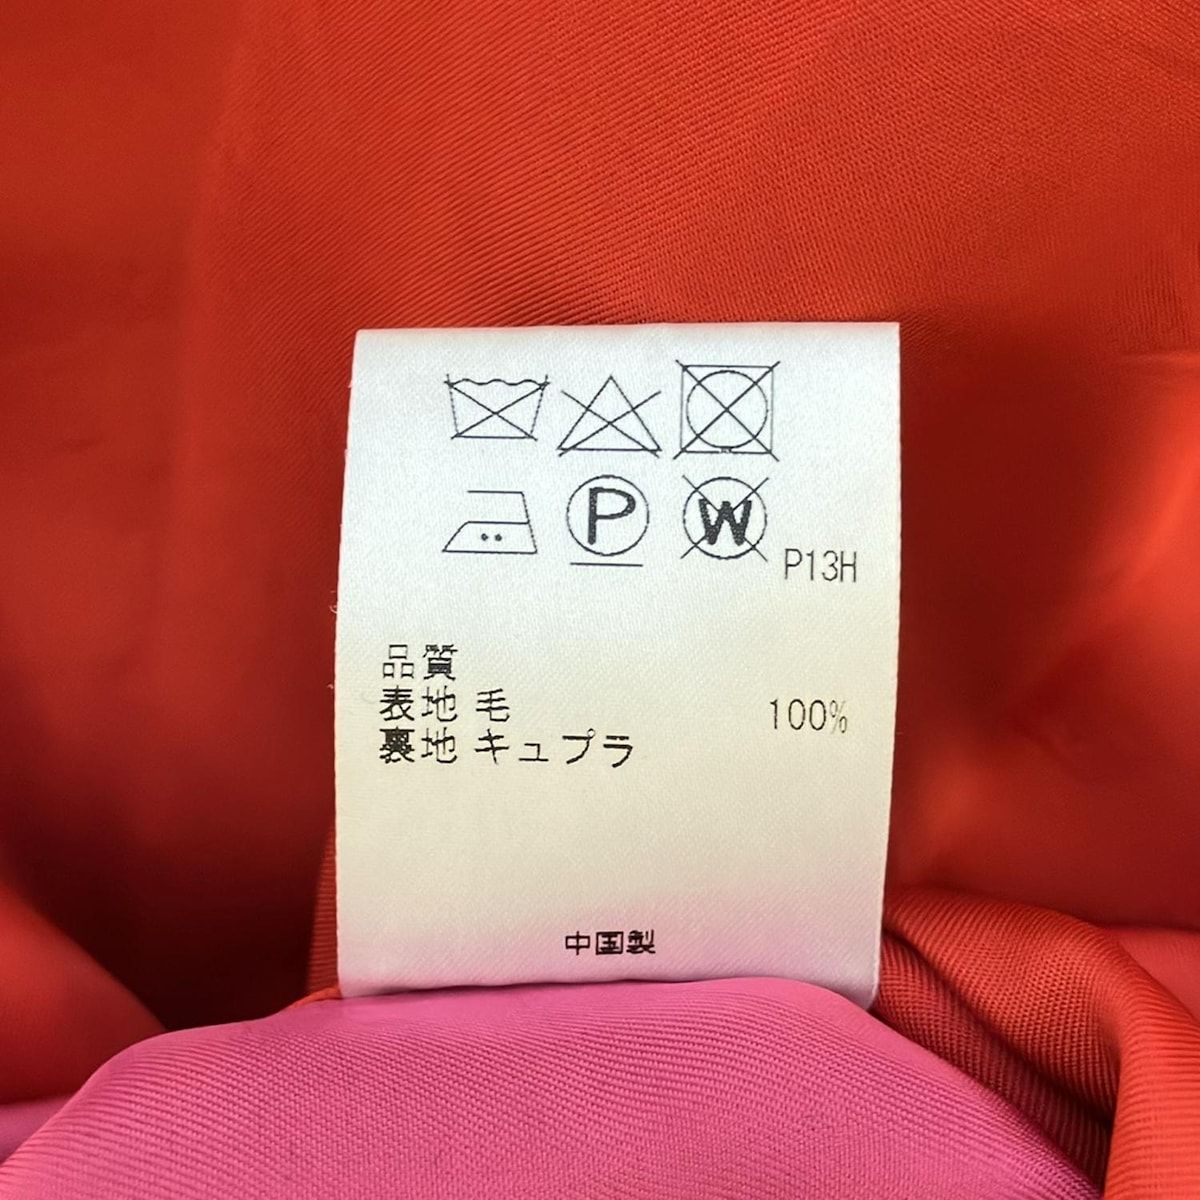 P W
P13H
品質
表地 毛 100%
裏地 キュプラ
中国製